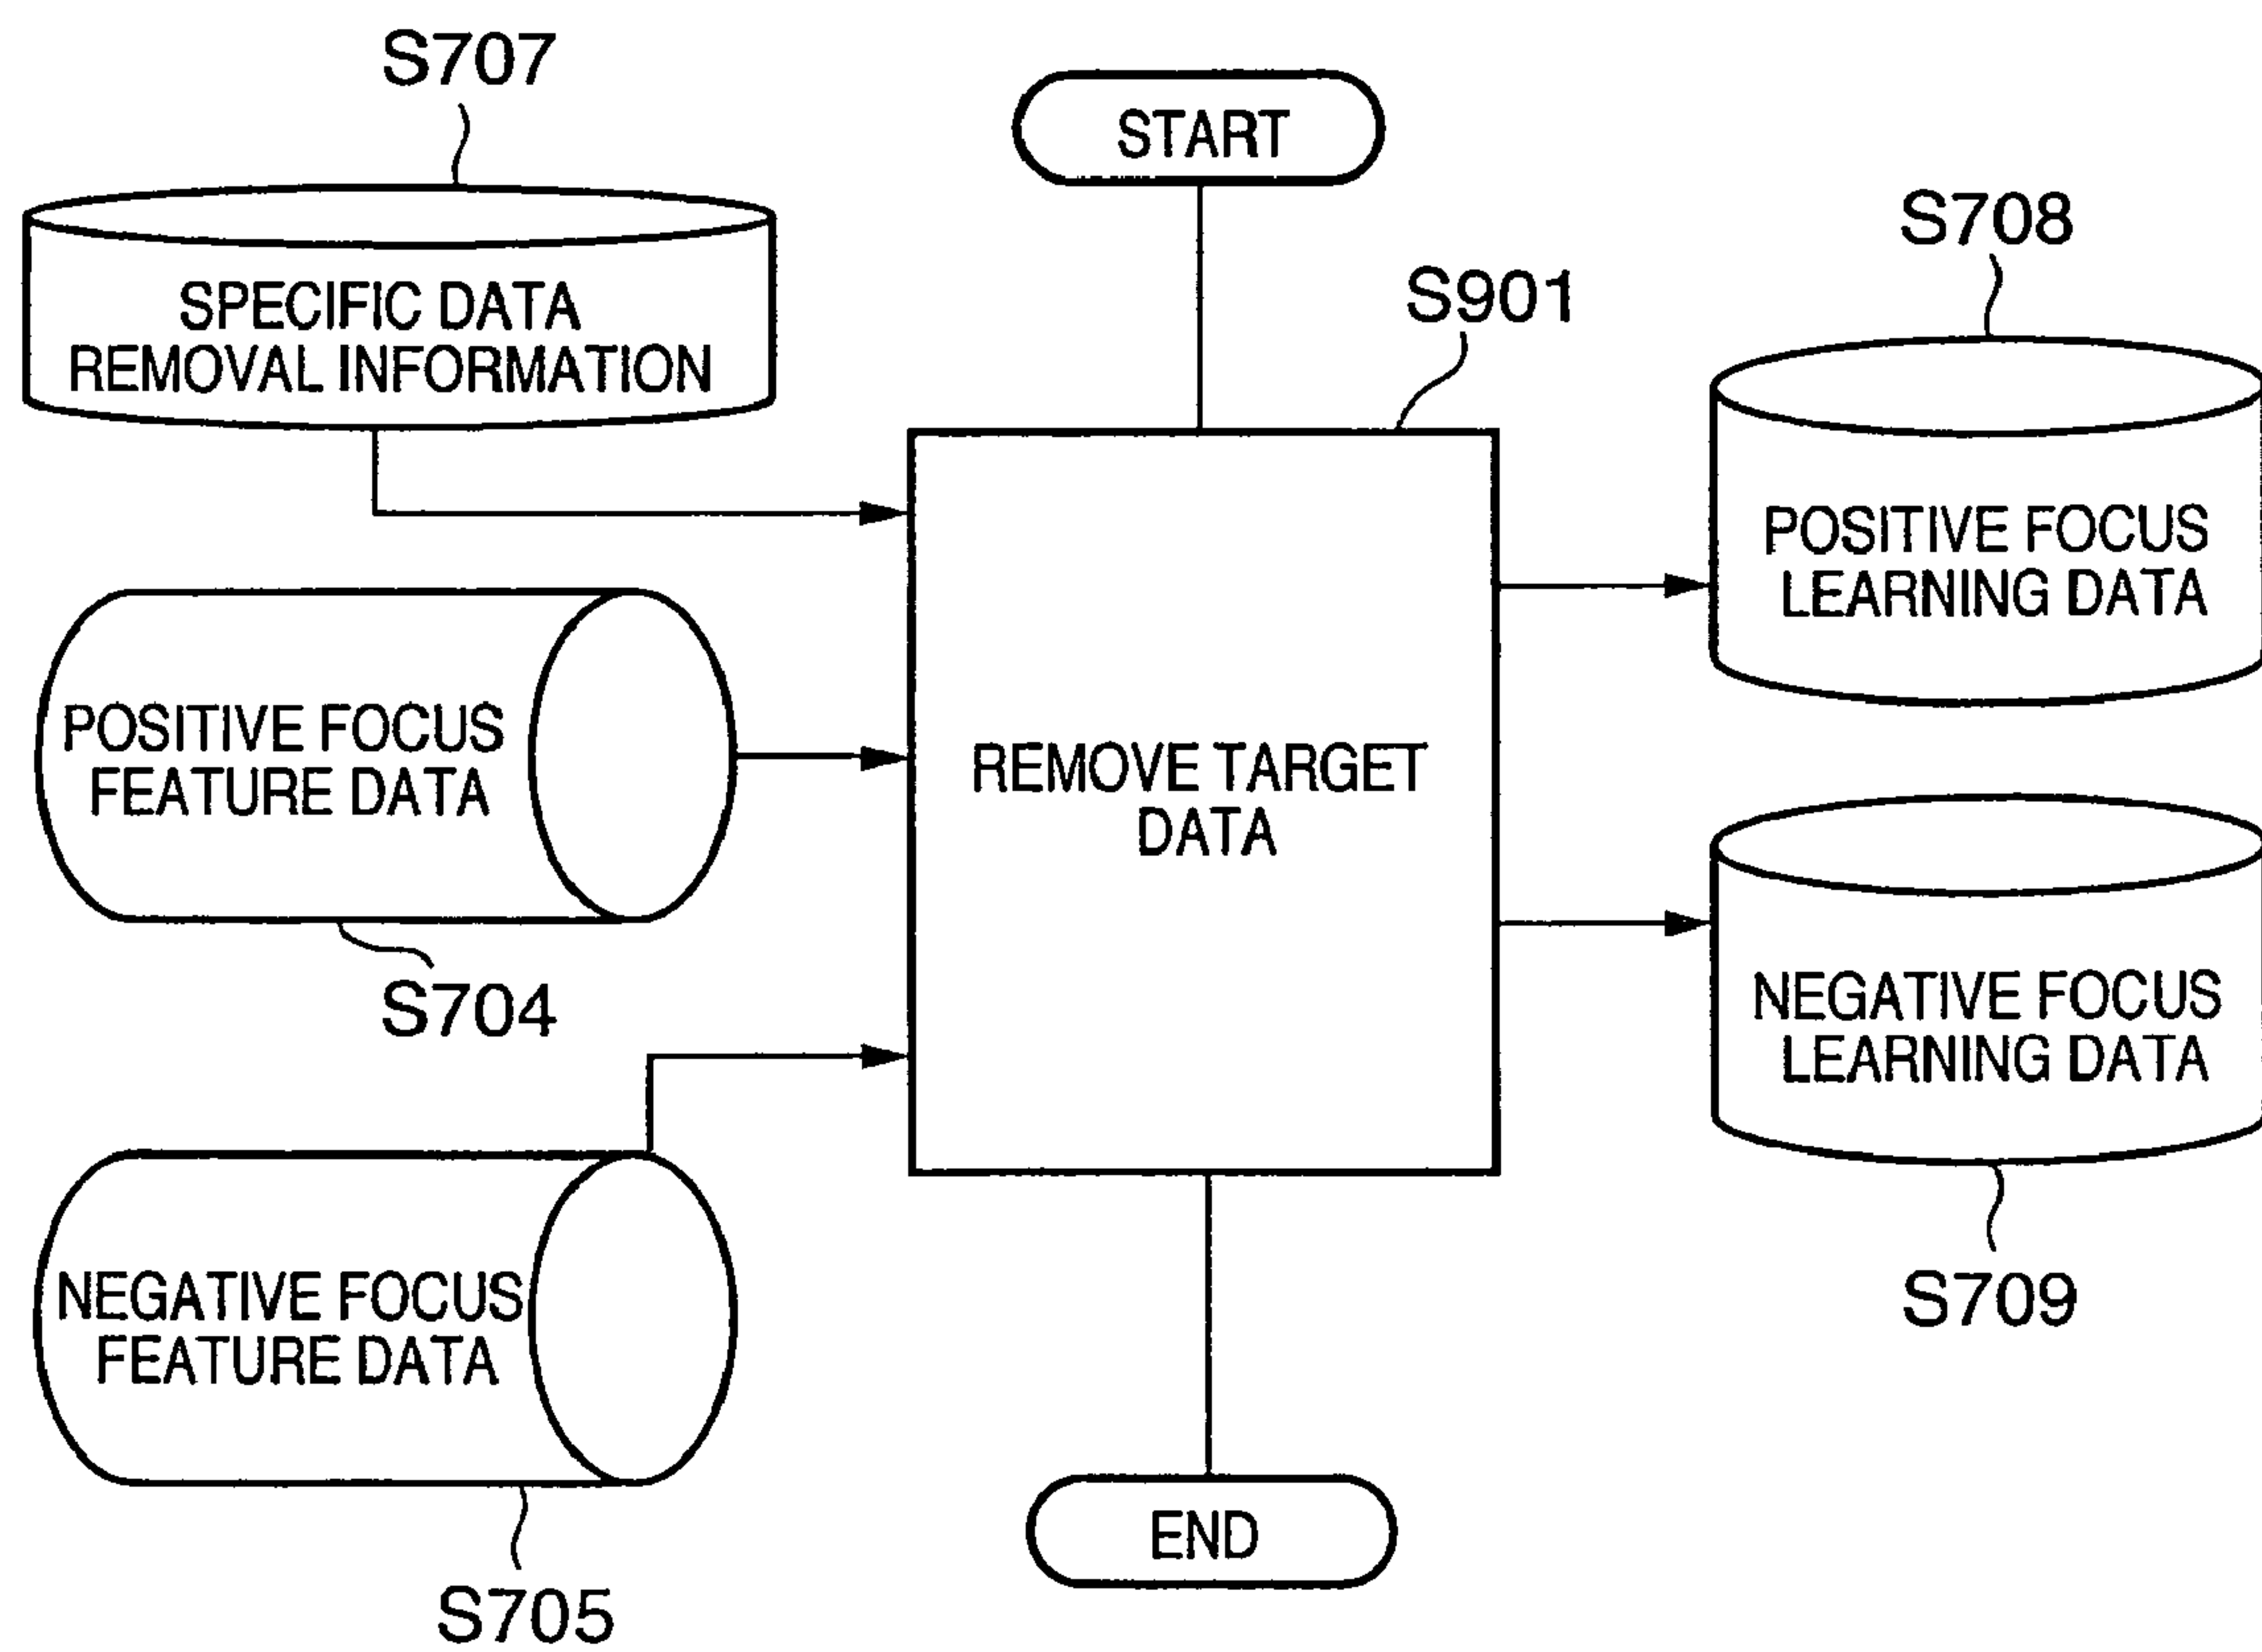 S707
SPECIFIC DATA
REMOVAL INFORMATION
START
S901
S708
POSITIVE FOCUS
LEARNING DATA
POSITIVE FOCUS
FEATURE DATA
S704
REMOVE TARGET
DATA
NEGATIVE FOCUS
LEARNING DATA
S709
NEGATIVE FOCUS
FEATURE DATA
S705
END